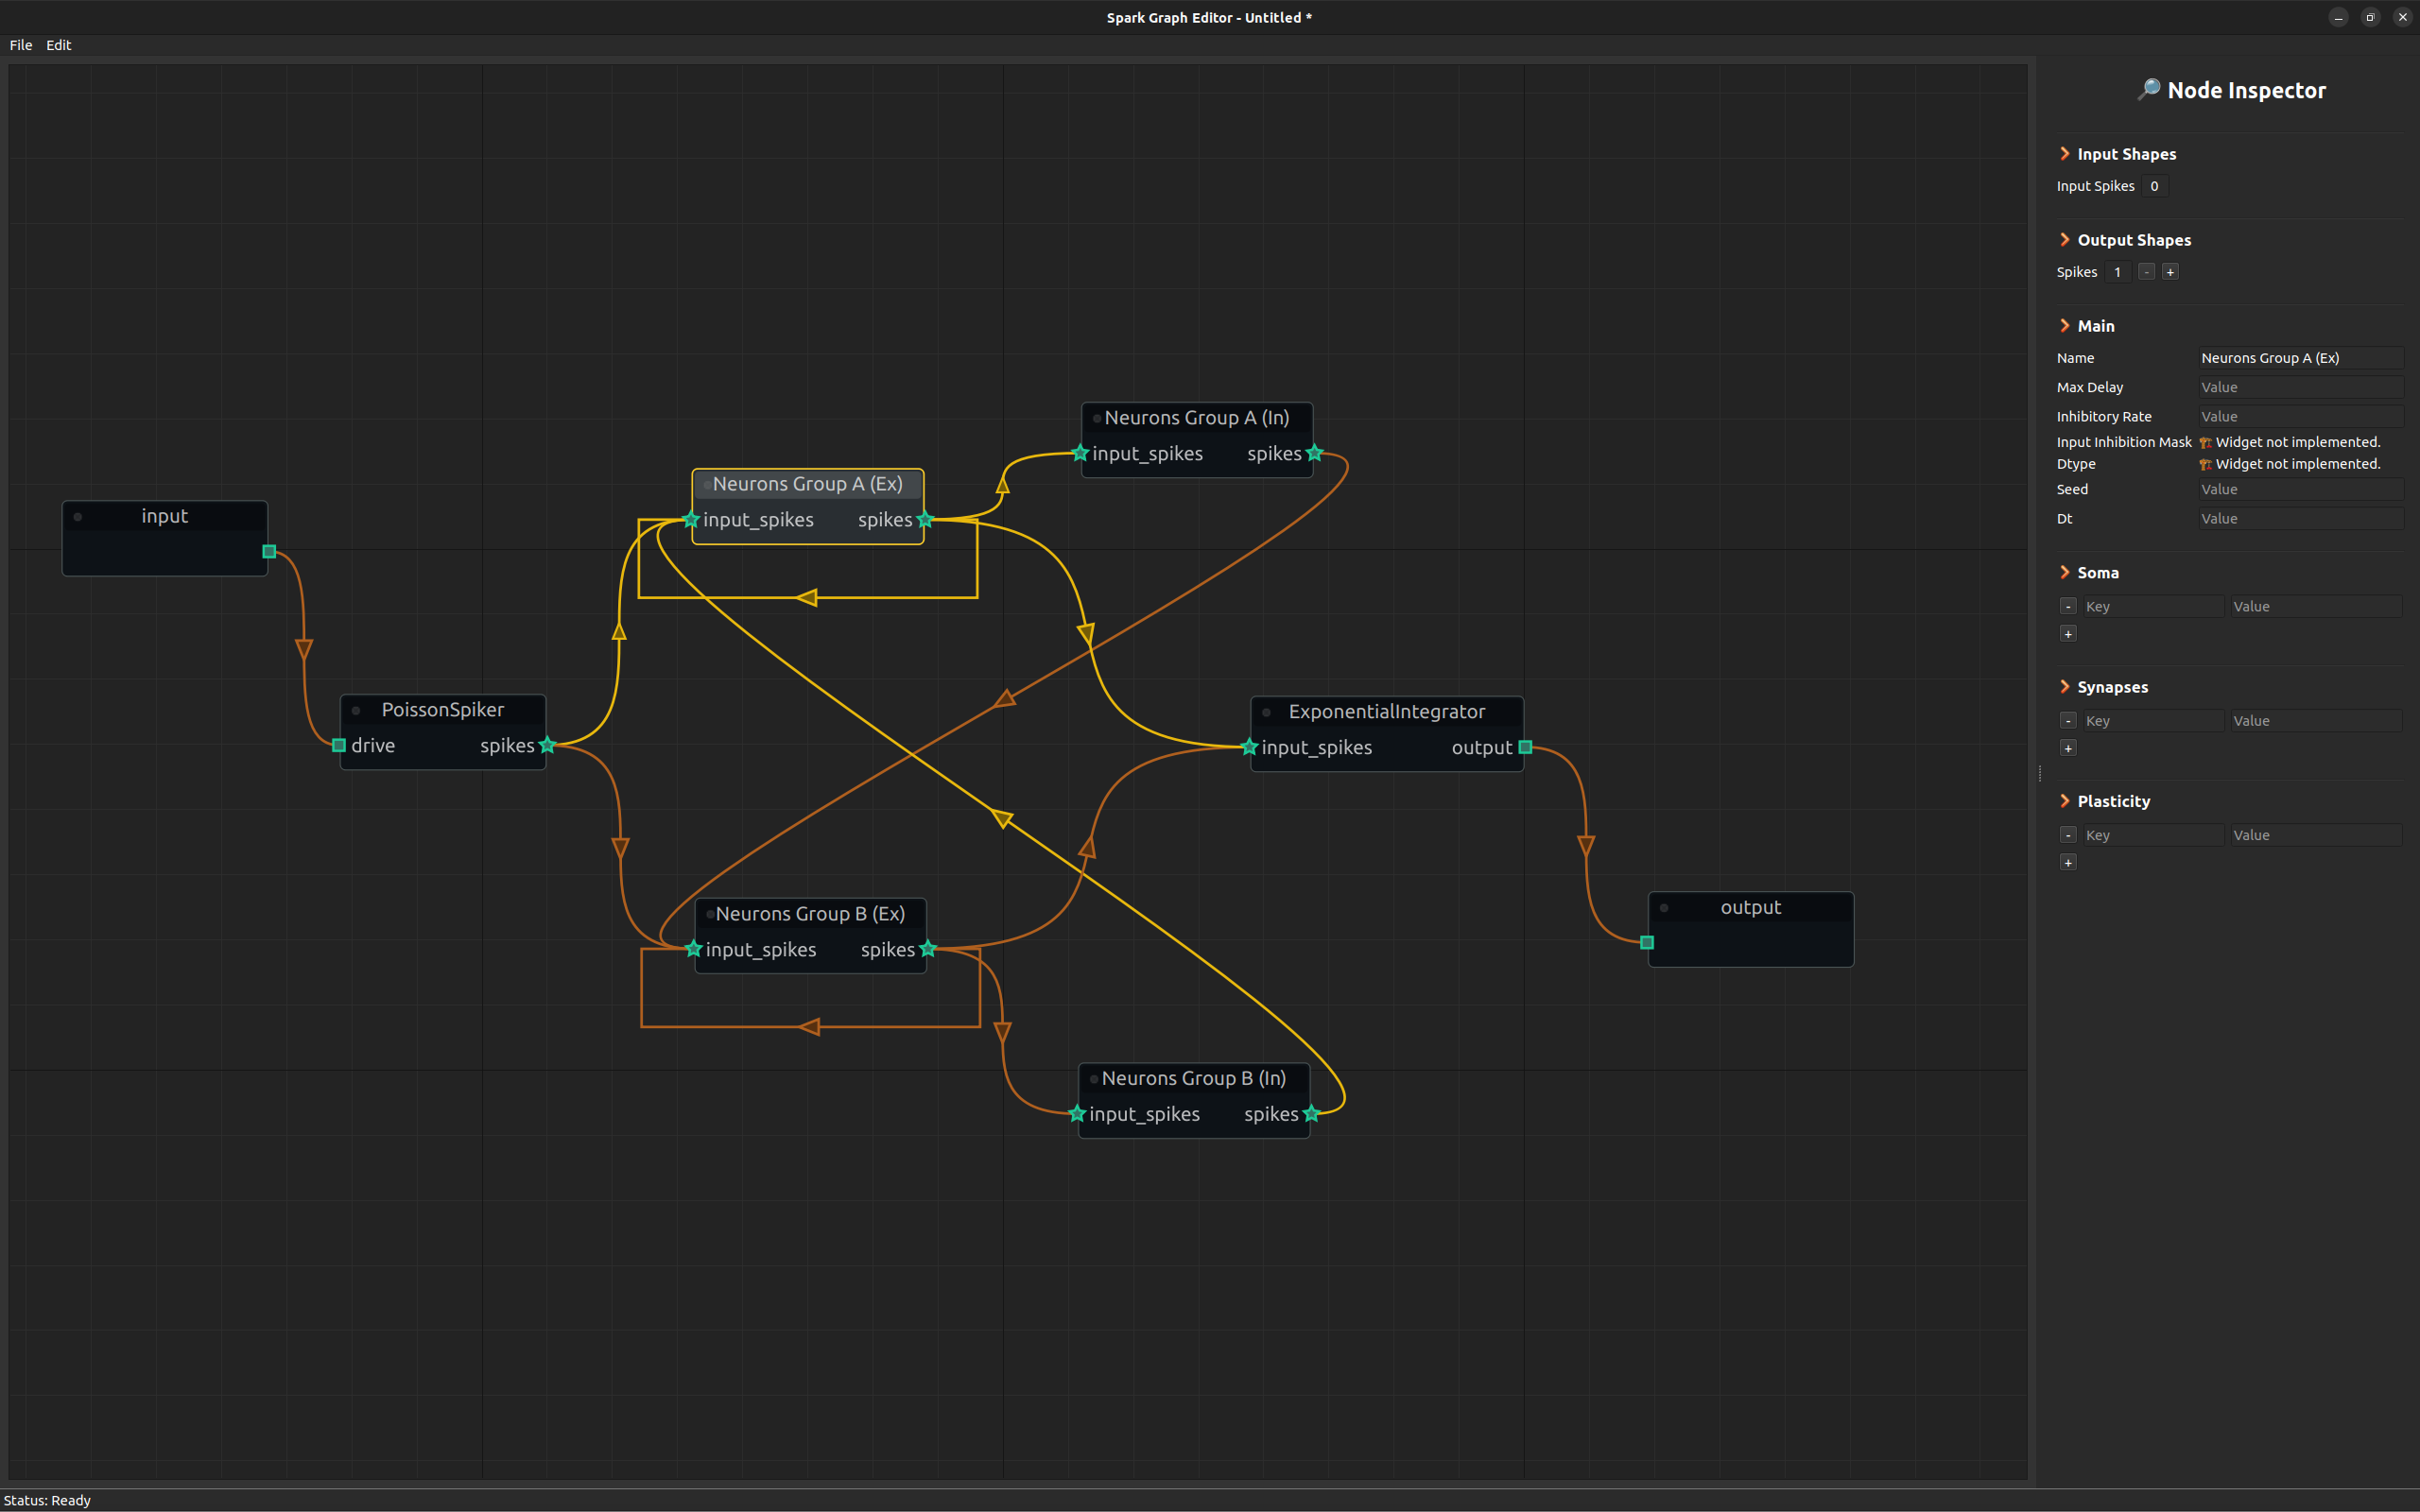 Spark Graph Editor - Untitled *
File Edit
input
PoissonSpiker
drive spikes
Neurons Group A (Ex)
input_spikes spikes
Neurons Group A (In)
input_spikes spikes
Neurons Group B (Ex)
input_spikes spikes
Neurons Group B (In)
input_spikes spikes
ExponentialIntegrator
input_spikes output
output
Node Inspector
Input Shapes
Input Spikes 0
Output Shapes
Spikes 1 - +
Main
Name Neurons Group A (Ex)
Max Delay Value
Inhibitory Rate Value
Input Inhibition Mask Widget not implemented.
Dtype Widget not implemented.
Seed Value
Dt Value
Soma
- Key Value
+
Synapses
- Key Value
+
Plasticity
- Key Value
+
Status: Ready